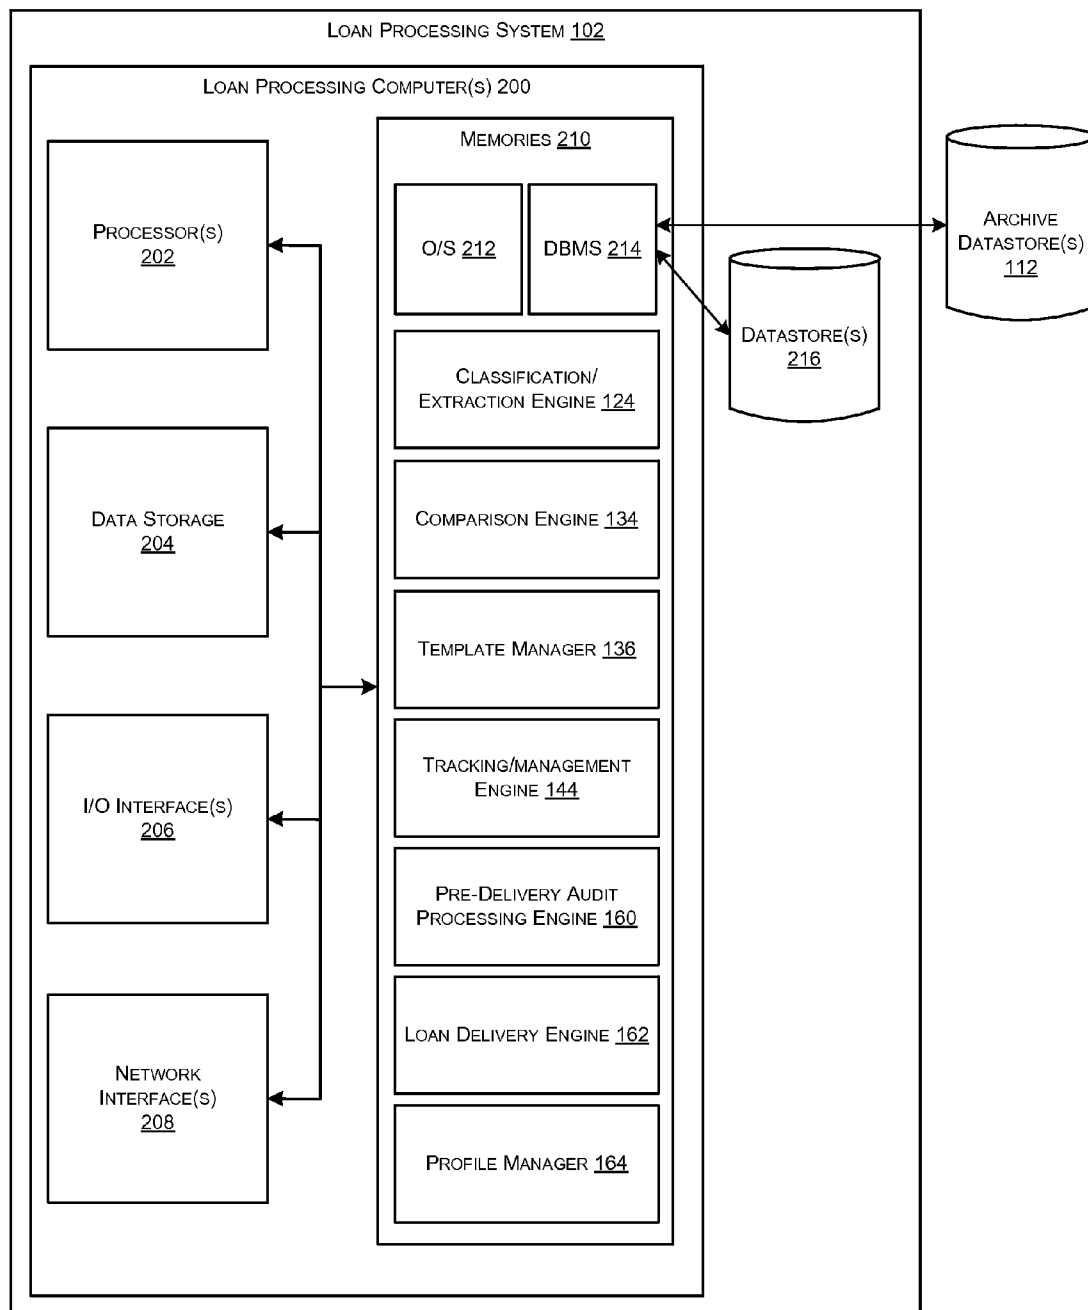 LOAN PROCESSING SYSTEM 102
LOAN PROCESSING COMPUTER(S) 200
PROCESSOR(S)
202
DATA STORAGE
204
I/O INTERFACE(S)
206
NETWORK
INTERFACE(S)
208
MEMORIES 210
O/S 212
DBMS 214
CLASSIFICATION/
EXTRACTION ENGINE 124
COMPARISON ENGINE 134
TEMPLATE MANAGER 136
TRACKING/MANAGEMENT
ENGINE 144
PRE-DELIVERY AUDIT
PROCESSING ENGINE 160
LOAN DELIVERY ENGINE 162
PROFILE MANAGER 164
DATASTORE(S)
216
ARCHIVE
DATASTORE(S)
112